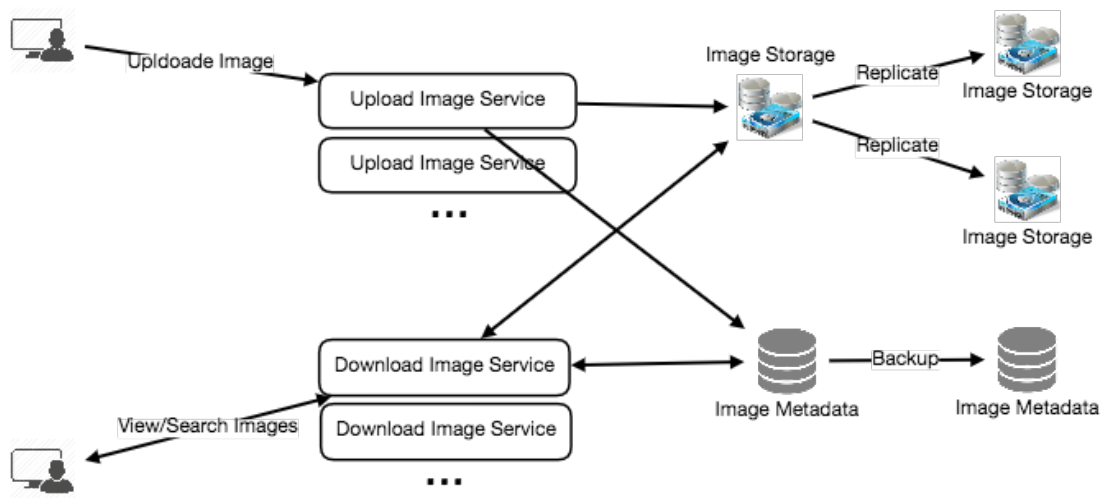 Upldoade Image
Upload Image Service
Upload Image Service
...
Image Storage
Replicate
Image Storage
Replicate
Image Storage
Download Image Service
Download Image Service
...
View/Search Images
Image Metadata
Backup
Image Metadata